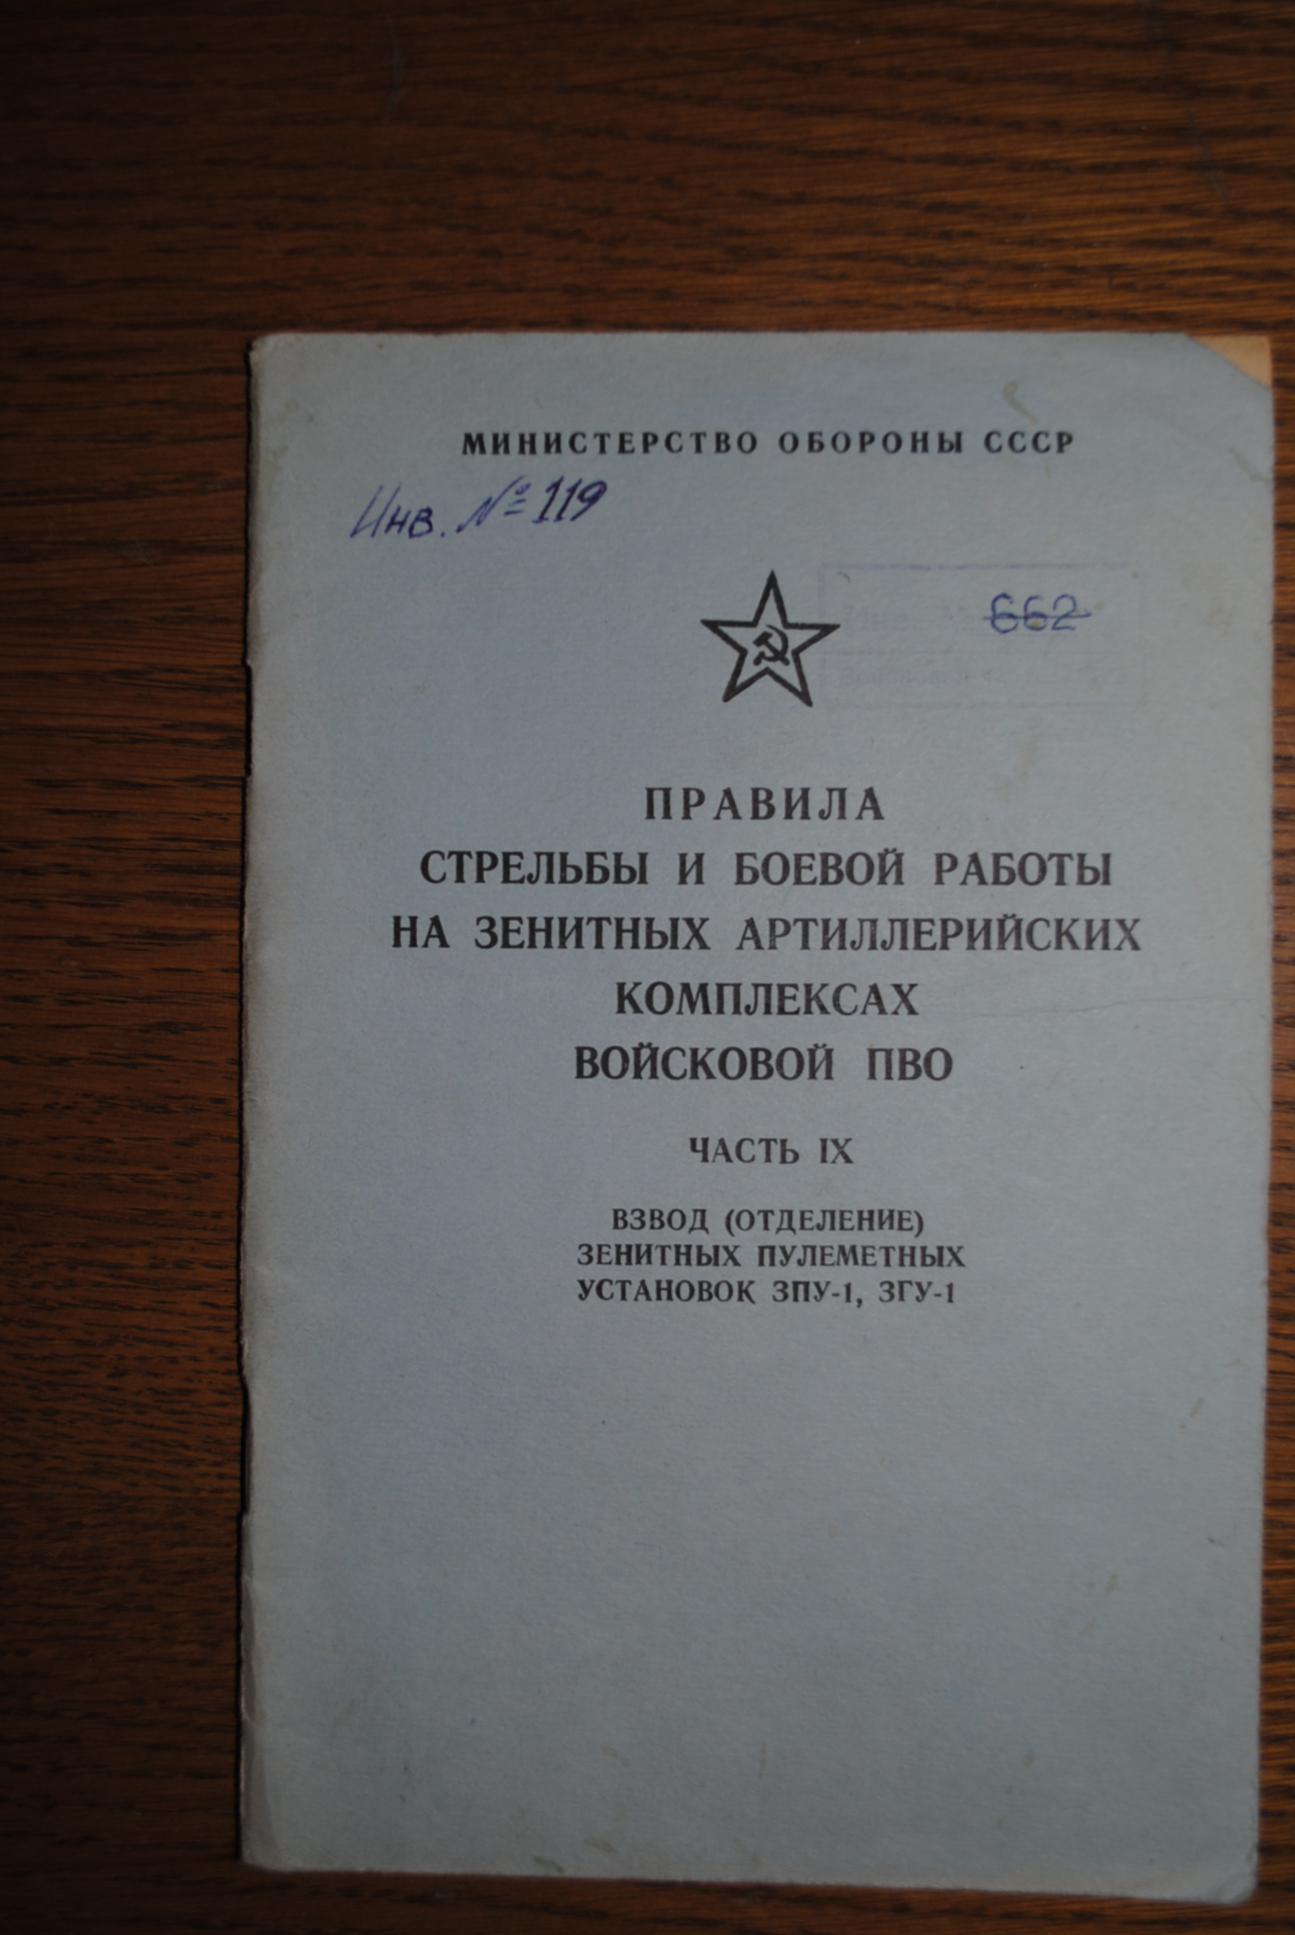 МИНИСТЕРСТВО ОБОРОНЫ СССР
Инв. № 119
662
ПРАВИЛА
СТРЕЛЬБЫ И БОЕВОЙ РАБОТЫ
НА ЗЕНИТНЫХ АРТИЛЛЕРИЙСКИХ
КОМПЛЕКСАХ
ВОЙСКОВОЙ ПВО
ЧАСТЬ IX
ВЗВОД (ОТДЕЛЕНИЕ)
ЗЕНИТНЫХ ПУЛЕМЕТНЫХ
УСТАНОВОК ЗПУ-1, ЗГУ-1